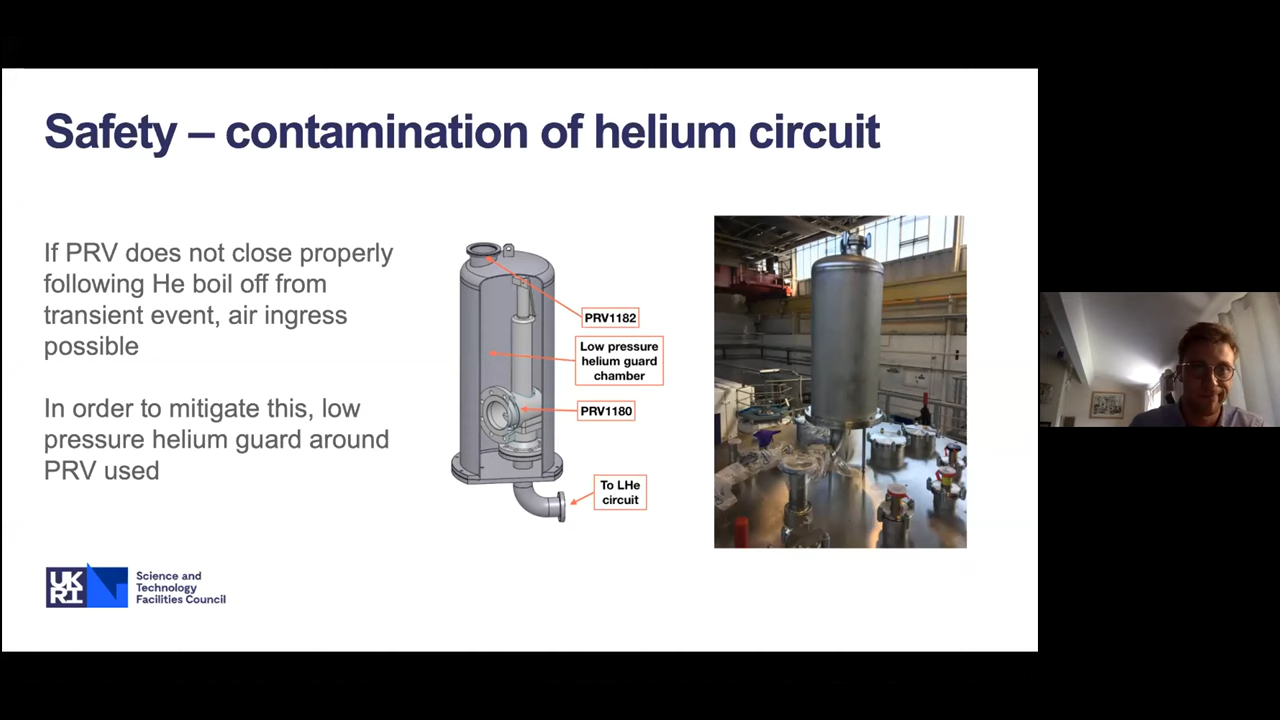 Safety – contamination of helium circuit
If PRV does not close properly
following He boil off from
transient event, air ingress
possible
In order to mitigate this, low
pressure helium guard around
PRV used
PRV1182
Low pressure
helium guard
chamber
PRV1180
To LHe
circuit
UK
RI
Science and
Technology
Facilities Council